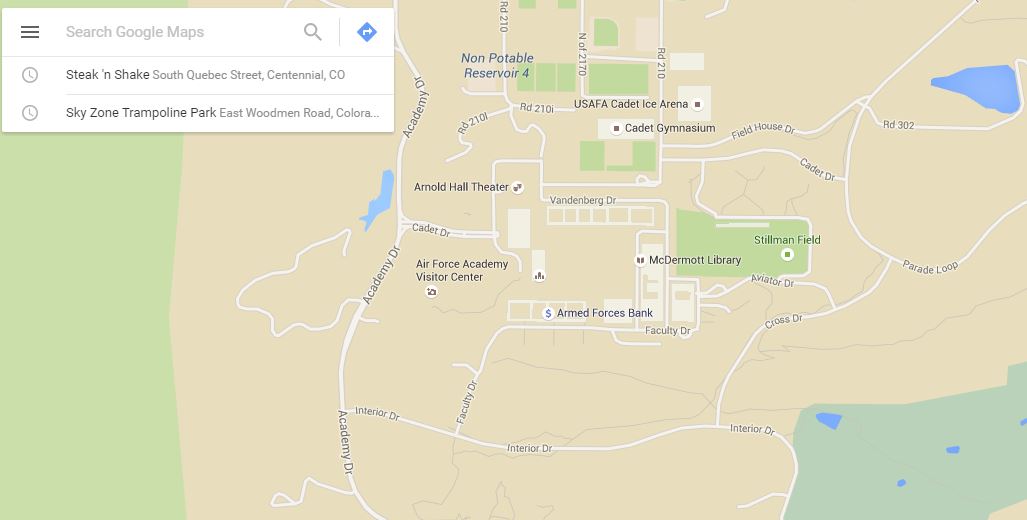 Search Google Maps
Steak 'n Shake South Quebec Street, Centennial, CO
Sky Zone Trampoline Park East Woodmen Road, Colora...
Rd 210
N of 2170
Rd 210
Non Potable
Reservoir 4
Academy Dr
Rd 210I
Rd 210i
USAFA Cadet Ice Arena
Cadet Gymnasium
Field House Dr
Rd 302
Cadet Dr
Arnold Hall Theater
Vandenberg Dr
Cadet Dr
Stillman Field
Academy Dr
Air Force Academy
Visitor Center
McDermott Library
Parade Loop
Aviator Dr
Armed Forces Bank
Cross Dr
Faculty Dr
Faculty Dr
Interior Dr
Academy Dr
Interior Dr
Interior Dr